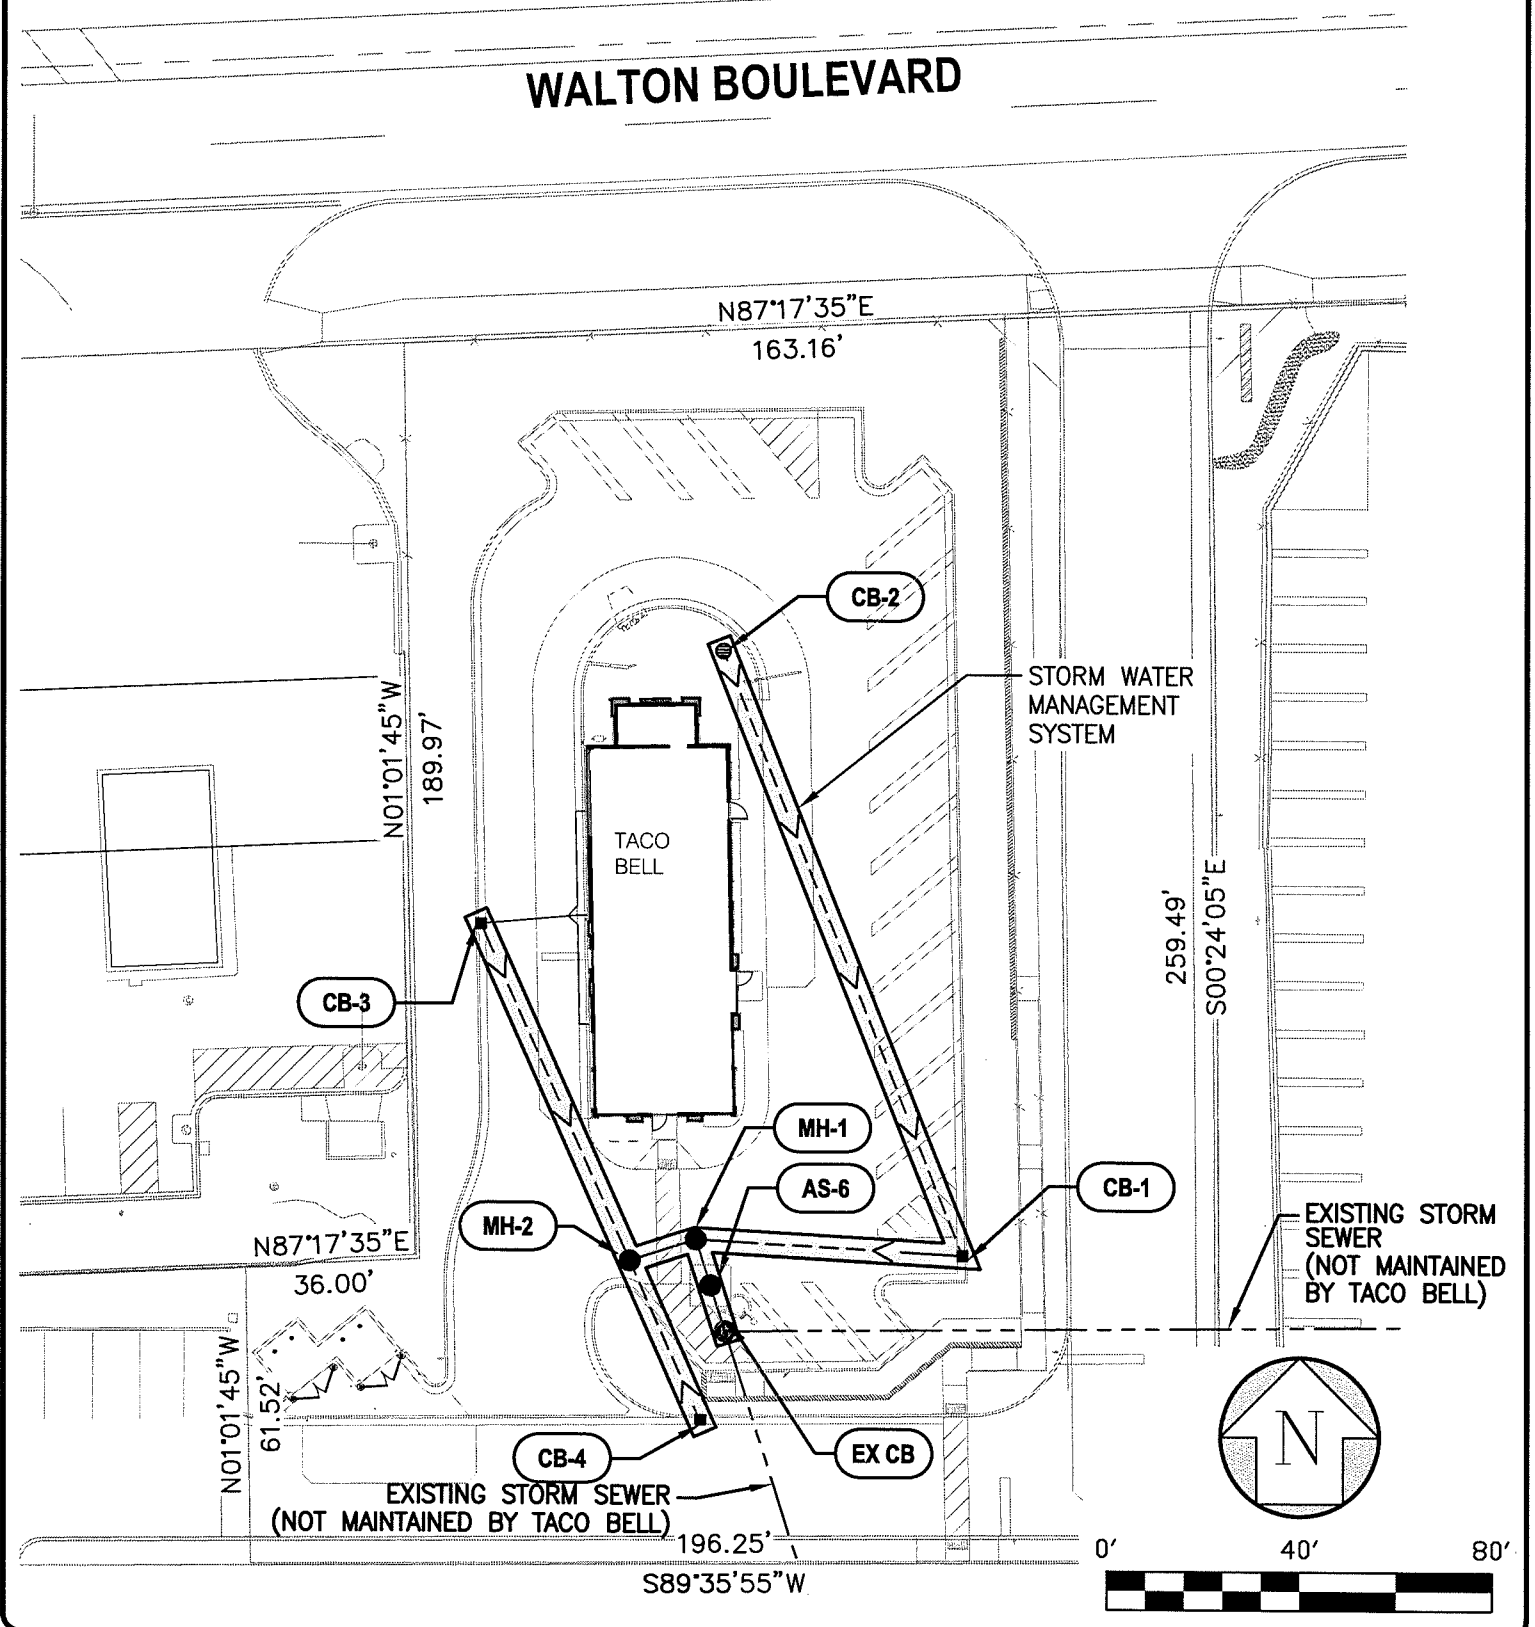 WALTON BOULEVARD
N87°17'35"E
163.16'
CB-2
STORM WATER
MANAGEMENT
SYSTEM
N01°01'45"W
189.97'
TACO
BELL
259.49'
S00°24'05"E
CB-3
MH-1
AS-6
CB-1
MH-2
EXISTING STORM
SEWER
(NOT MAINTAINED
BY TACO BELL)
N87°17'35"E
36.00'
N01°01'45"W
61.52'
CB-4
EX CB
N
EXISTING STORM SEWER
(NOT MAINTAINED BY TACO BELL)
196.25'
S89°35'55"W
0' 40' 80'